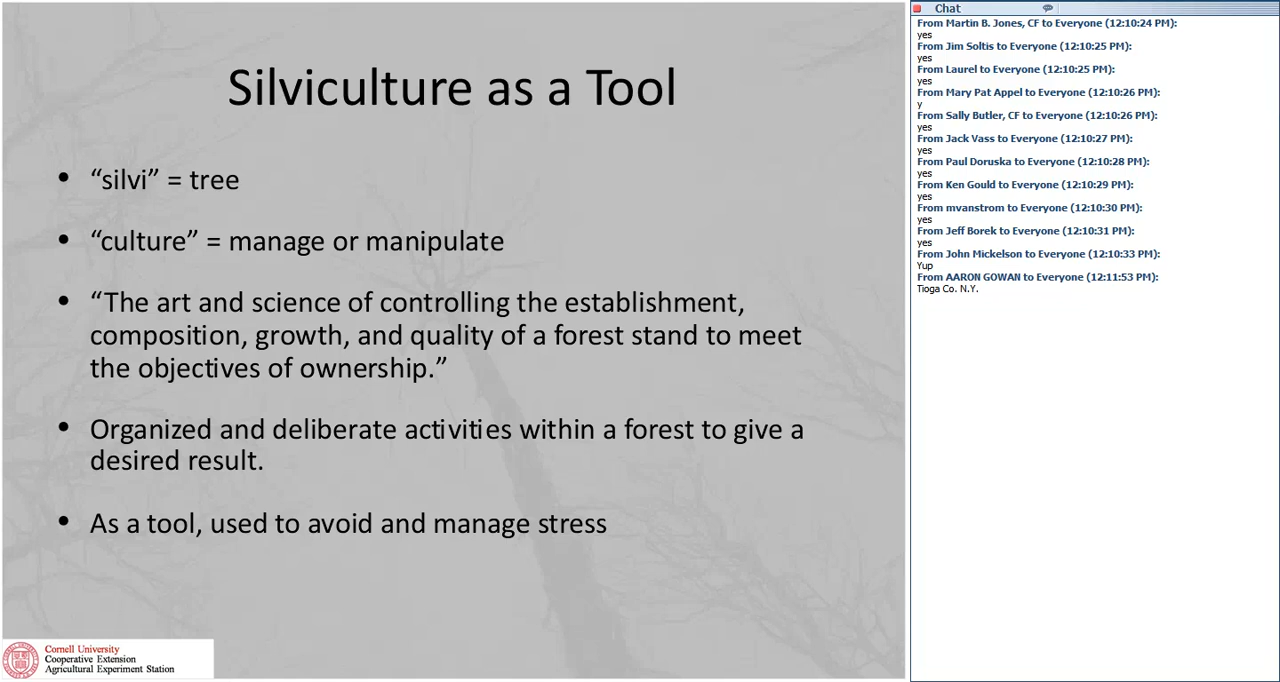 Silviculture as a Tool
• “silvi” = tree
• “culture” = manage or manipulate
• “The art and science of controlling the establishment,
composition, growth, and quality of a forest stand to meet
the objectives of ownership.”
• Organized and deliberate activities within a forest to give a
desired result.
• As a tool, used to avoid and manage stress
Cornell University
Cooperative Extension
Agricultural Experiment Station
Chat
From Martin B. Jones, CF to Everyone (12:10:24 PM):
yes
From Jim Soltis to Everyone (12:10:25 PM):
yes
From Laurel to Everyone (12:10:25 PM):
yes
From Mary Pat Appel to Everyone (12:10:26 PM):
y
From Sally Butler, CF to Everyone (12:10:26 PM):
yes
From Jack Vass to Everyone (12:10:27 PM):
yes
From Paul Doruska to Everyone (12:10:28 PM):
yes
From Ken Gould to Everyone (12:10:29 PM):
yes
From mvanstrom to Everyone (12:10:30 PM):
yes
From Jeff Borek to Everyone (12:10:31 PM):
yes
From John Mickelson to Everyone (12:10:33 PM):
Yup
From AARON GOWAN to Everyone (12:11:53 PM):
Tioga Co. N.Y.